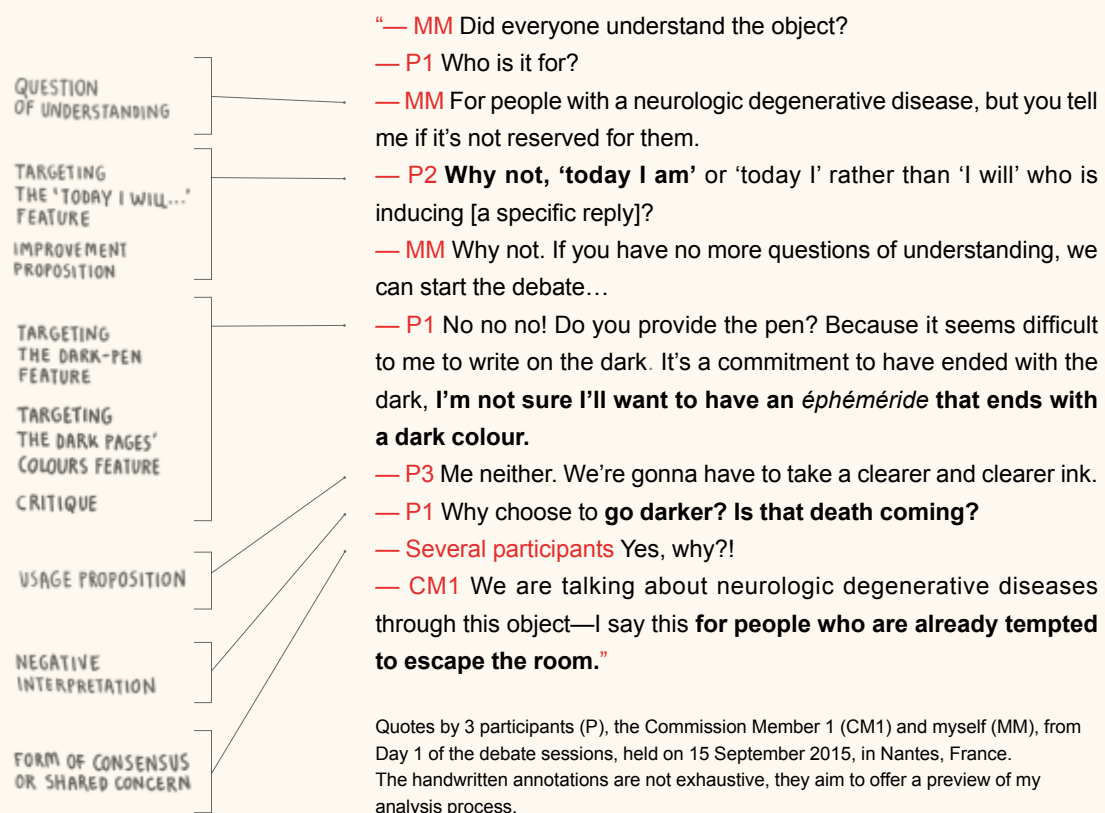 “— MM Did everyone understand the object?
— P1 Who is it for?
— MM For people with a neurologic degenerative disease, but you tell
me if it’s not reserved for them.
— P2 Why not, ‘today I am’ or ‘today I’ rather than ‘I will’ who is
inducing [a specific reply]?
— MM Why not. If you have no more questions of understanding, we
can start the debate…
— P1 No no no! Do you provide the pen? Because it seems difficult
to me to write on the dark. It’s a commitment to have ended with the
dark, I’m not sure I’ll want to have an éphéméride that ends with
a dark colour.
— P3 Me neither. We’re gonna have to take a clearer and clearer ink.
— P1 Why choose to go darker? Is that death coming?
— Several participants Yes, why?!
— CM1 We are talking about neurologic degenerative diseases
through this object—I say this for people who are already tempted
to escape the room.”
QUESTION
OF UNDERSTANDING
TARGETING
THE ‘TODAY I WILL...’
FEATURE
IMPROVEMENT
PROPOSITION
TARGETING
THE DARK-PEN
FEATURE
TARGETING
THE DARK PAGES’
COLOURS FEATURE
CRITIQUE
USAGE PROPOSITION
NEGATIVE
INTERPRETATION
FORM OF CONSENSUS
OR SHARED CONCERN
Quotes by 3 participants (P), the Commission Member 1 (CM1) and myself (MM), from
Day 1 of the debate sessions, held on 15 September 2015, in Nantes, France.
The handwritten annotations are not exhaustive, they aim to offer a preview of my
analysis process.